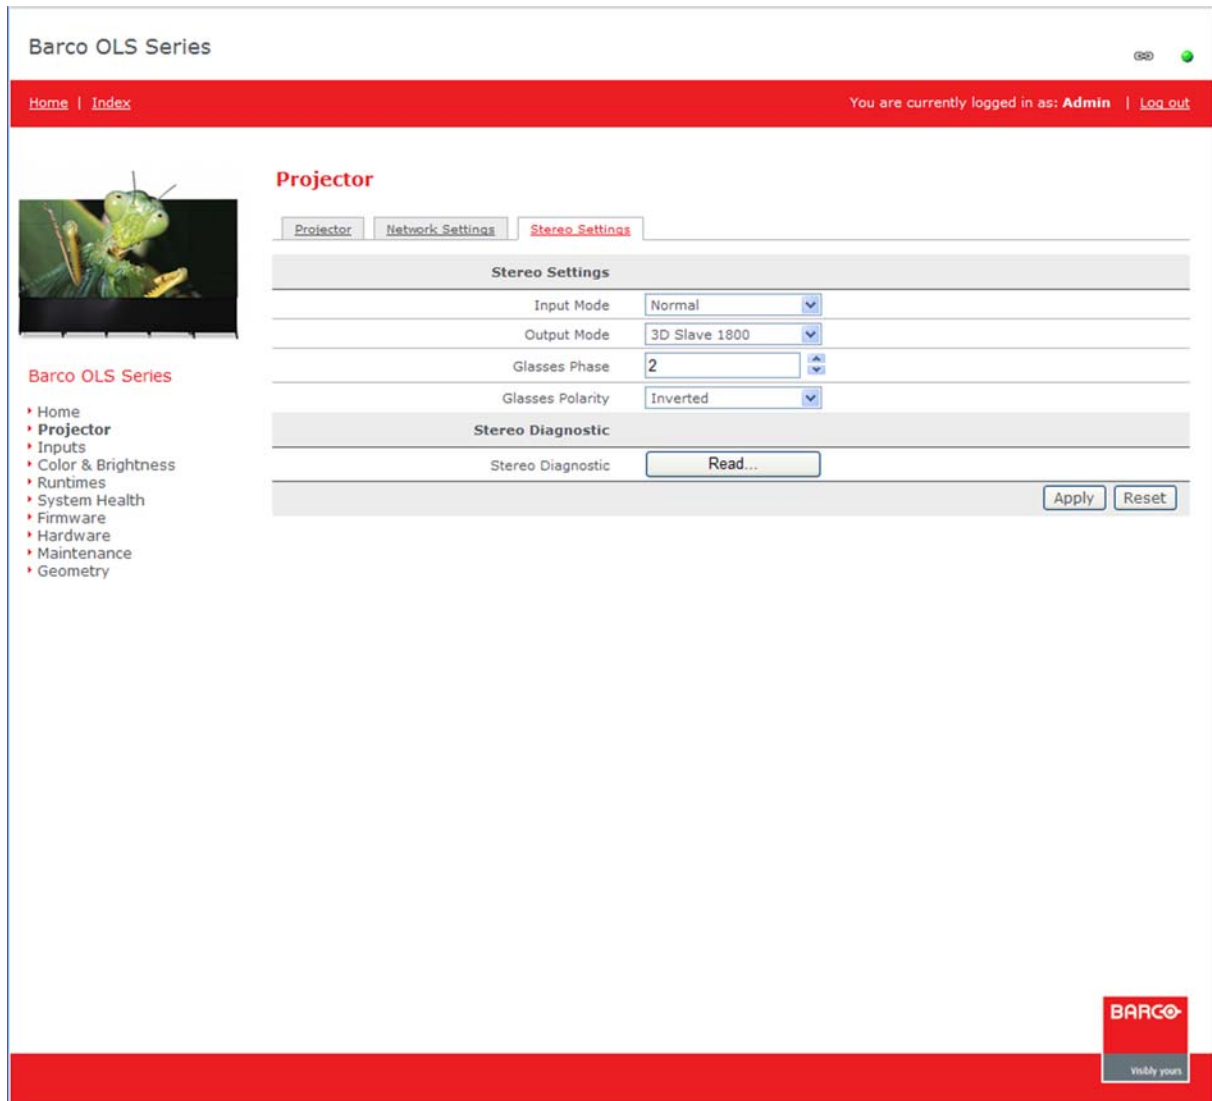 Barco OLS Series
Home | Index
You are currently logged in as: Admin | Log out
Projector
Projector
Network Settings
Stereo Settings
Stereo Settings
Input Mode Normal
Output Mode 3D Slave 1800
Glasses Phase 2
Glasses Polarity Inverted
Stereo Diagnostic
Stereo Diagnostic Read...
Apply Reset
Barco OLS Series
Home
Projector
Inputs
Color & Brightness
Runtimes
System Health
Firmware
Hardware
Maintenance
Geometry
BARCO
Visibly yours